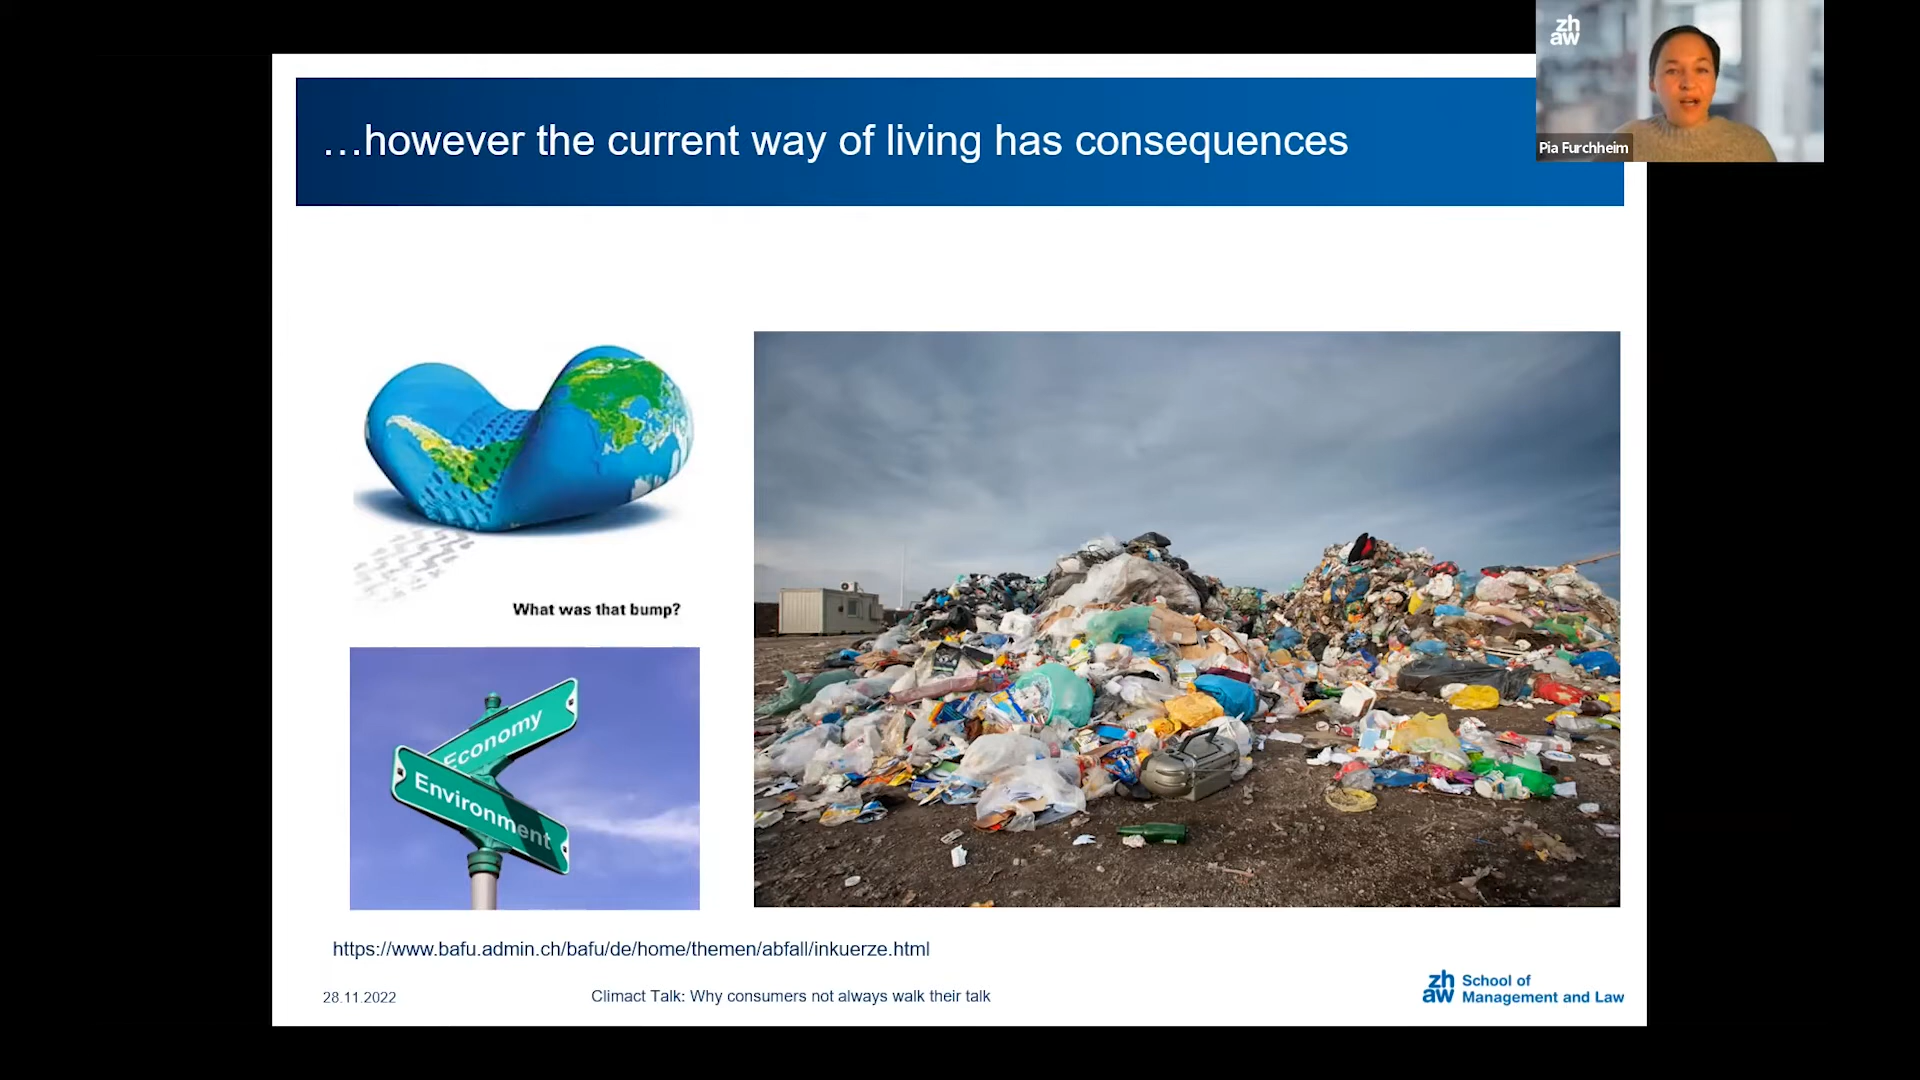 zh
aw
Pia Furchheim
…however the current way of living has consequences
What was that bump?
Economy
Environment
https://www.bafu.admin.ch/bafu/de/home/themen/abfall/inkuerze.html
28.11.2022
Climact Talk: Why consumers not always walk their talk
zh
aw
School of
Management and Law